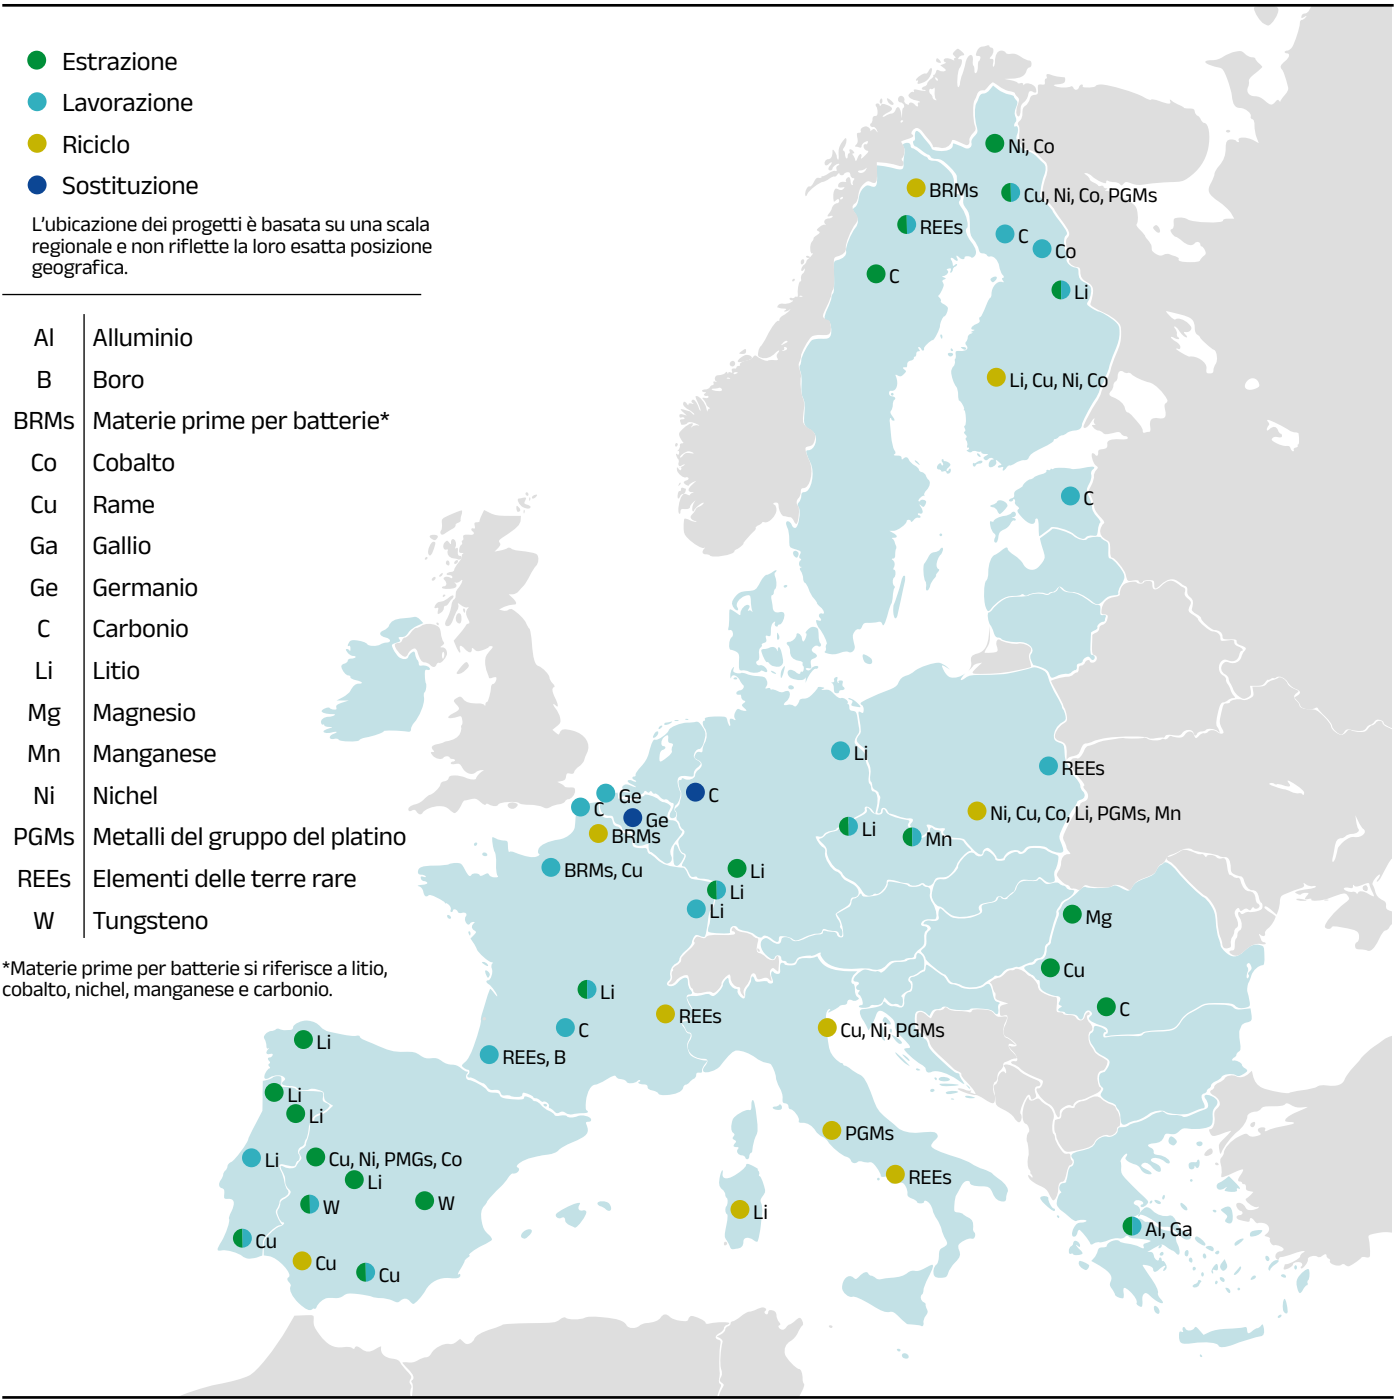 Estrazione
Lavorazione
Riciclo
Sostituzione
L'ubicazione dei progetti è basata su una scala
regionale e non riflette la loro esatta posizione
geografica.
Al Alluminio
B Boro
BRMs Materie prime per batterie*
Co Cobalto
Cu Rame
Ga Gallio
Ge Germanio
C Carbonio
Li Litio
Mg Magnesio
Mn Manganese
Ni Nichel
PGMs Metalli del gruppo del platino
REEs Elementi delle terre rare
W Tungsteno
*Materie prime per batterie si riferisce a litio,
cobalto, nichel, manganese e carbonio.
Ni, Co
BRMs
Cu, Ni, Co, PGMs
REEs
C
Co
C
Li
Li, Cu, Ni, Co
C
Li
REEs
Ge
C
C
Ge
Ni, Cu, Co, Li, PGMs, Mn
BRMs
Li
Mn
BRMs, Cu
Li
Li
Li
Mg
Cu
Li
C
REEs
C
Cu, Ni, PGMs
REEs, B
Li
Li
Li
PGMs
Li
Cu, Ni, PMGs, Co
Li
REEs
W
W
Li
Cu
Al, Ga
Cu
Cu